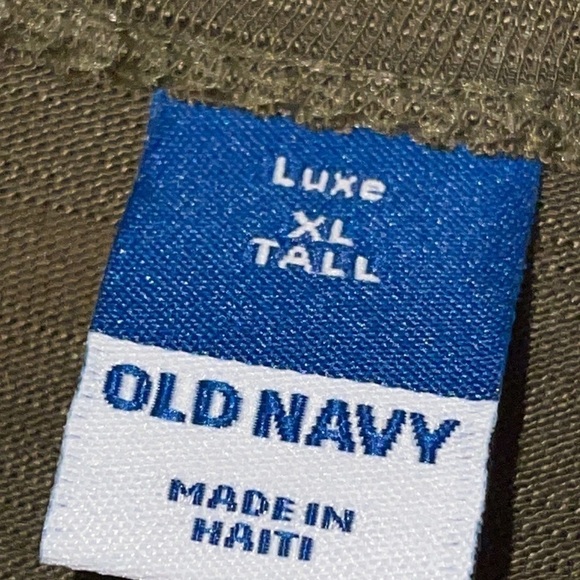 Luxe
XL
TALL
OLD NAVY
MADE IN
HAITI